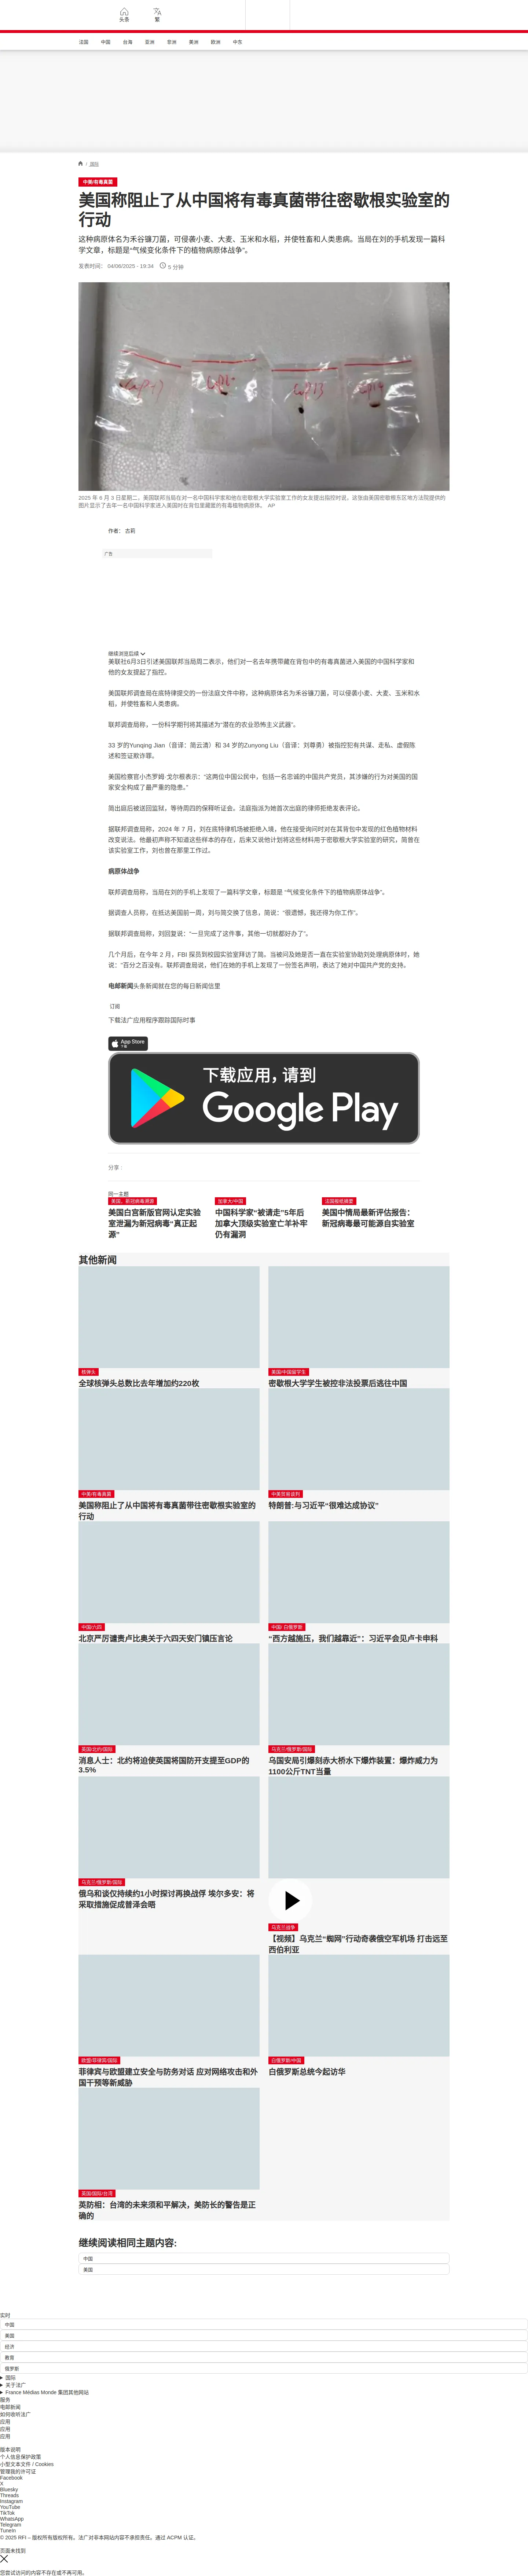 头条
繁
法国
中国
台海
亚洲
非洲
美洲
欧洲
中东
国际
中美/有毒真菌
美国称阻止了从中国将有毒真菌带往密歇根实验室的
行动
这种病原体名为禾谷镰刀菌，可侵袭小麦、大麦、玉米和水稻，并使牲畜和人类患病。当局在刘的手机发现一篇科
学文章，标题是“气候变化条件下的植物病原体战争”。
发表时间： 04/06/2025 - 19:34
5 分钟
2025 年 6 月 3 日星期二，美国联邦当局在对一名中国科学家和他在密歇根大学实验室工作的女友提出指控时说，这张由美国密歇根东区地方法院提供的
图片显示了去年一名中国科学家进入美国时在背包里藏匿的有毒植物病原体。 AP
作者： 古莉
广告
继续浏览后续
美联社6月3日引述美国联邦当局周二表示，他们对一名去年携带藏在背包中的有毒真菌进入美国的中国科学家和
他的女友提起了指控。
美国联邦调查局在底特律提交的一份法庭文件中称，这种病原体名为禾谷镰刀菌，可以侵袭小麦、大麦、玉米和水
稻，并使牲畜和人类患病。
联邦调查局称，一份科学期刊将其描述为“潜在的农业恐怖主义武器”。
33 岁的Yunqing Jian（音译：简云清）和 34 岁的Zunyong Liu（音译：刘尊勇）被指控犯有共谋、走私、虚假陈
述和签证欺诈罪。
美国检察官小杰罗姆·戈尔根表示：“这两位中国公民中，包括一名忠诚的中国共产党员，其涉嫌的行为对美国的国
家安全构成了最严重的隐患。”
简出庭后被送回监狱，等待周四的保释听证会。法庭指派为她首次出庭的律师拒绝发表评论。
据联邦调查局称，2024 年 7 月，刘在底特律机场被拒绝入境，他在接受询问时对在其背包中发现的红色植物材料
改变说法。他最初声称不知道这些样本的存在，后来又说他计划将这些材料用于密歇根大学实验室的研究，简曾在
该实验室工作，刘也曾在那里工作过。
病原体战争
联邦调查局称，当局在刘的手机上发现了一篇科学文章，标题是 “气候变化条件下的植物病原体战争”。
据调查人员称，在抵达美国前一周，刘与简交换了信息，简说：“很遗憾，我还得为你工作”。
据联邦调查局称，刘回复说：“一旦完成了这件事，其他一切就都好办了”。
几个月后，在今年 2 月，FBI 探员到校园实验室拜访了简。当被问及她是否一直在实验室协助刘处理病原体时，她
说：“百分之百没有。联邦调查局说，他们在她的手机上发现了一份签名声明，表达了她对中国共产党的支持。
电邮新闻头条新闻就在您的每日新闻信里
订阅
下载法广应用程序跟踪国际时事
App Store
下载
下载应用，请到
Google Play
分享 :
同一主题
美国，新冠病毒溯源
美国白宫新版官网认定实验
室泄漏为新冠病毒“真正起
源”
加拿大/中国
中国科学家“被请走”5年后
加拿大顶级实验室亡羊补牢
仍有漏洞
法国报纸摘要
美国中情局最新评估报告：
新冠病毒最可能源自实验室
其他新闻
核弹头
全球核弹头总数比去年增加约220枚
美国/中国留学生
密歇根大学学生被控非法投票后逃往中国
中美/有毒真菌
美国称阻止了从中国将有毒真菌带往密歇根实验室的
行动
中美贸易谈判
特朗普:与习近平“很难达成协议”
中国/六四
北京严厉谴责卢比奥关于六四天安门镇压言论
中国/ 白俄罗斯
“西方越施压，我们越靠近”：习近平会见卢卡申科
英国/北约/国际
消息人士：北约将迫使英国将国防开支提至GDP的
3.5%
乌克兰/俄罗斯/国际
乌国安局引爆刻赤大桥水下爆炸装置：爆炸威力为
1100公斤TNT当量
乌克兰/俄罗斯/国际
俄乌和谈仅持续约1小时探讨再换战俘 埃尔多安：将
采取措施促成普泽会晤
乌克兰战争
【视频】乌克兰“蜘网”行动奇袭俄空军机场 打击远至
西伯利亚
欧盟/菲律宾/国际
菲律宾与欧盟建立安全与防务对话 应对网络攻击和外
国干预等新威胁
白俄罗斯/中国
白俄罗斯总统今起访华
英国/国际/台湾
英防相：台湾的未来须和平解决，美防长的警告是正
确的
继续阅读相同主题内容:
中国
美国
实时
中国
美国
经济
教育
俄罗斯
国际
关于法广
France Médias Monde 集团其他网站
服务
电邮新闻
如何收听法广
应用
应用
应用
版本说明
个人信息保护政策
小型文本文件 / Cookies
管理我的许可证
Facebook
X
Bluesky
Threads
Instagram
YouTube
TikTok
WhatsApp
Telegram
TuneIn
© 2025 RFI – 版权所有版权所有。法广对非本网站内容不承担责任。通过 ACPM 认证。
页面未找到
您尝试访问的内容不存在或不再可用。